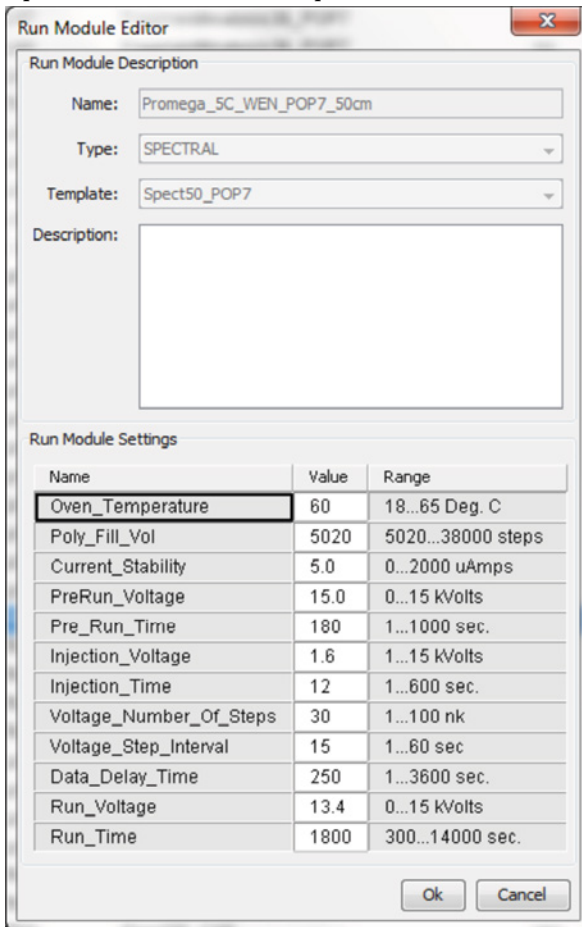 Run Module Editor
Run Module Description
Name: Promega_5C_WEN_POP7_50cm
Type: SPECTRAL
Template: Spect50_POP7
Description:
Run Module Settings
Name Value Range
Oven_Temperature 60 18...65 Deg. C
Poly_Fill_Vol 5020 5020...38000 steps
Current_Stability 5.0 0...2000 uAmps
PreRun_Voltage 15.0 0...15 kVolts
Pre_Run_Time 180 1...1000 sec.
Injection_Voltage 1.6 1...15 kVolts
Injection_Time 12 1...600 sec.
Voltage_Number_Of_Steps 30 1...100 nk
Voltage_Step_Interval 15 1...60 sec
Data_Delay_Time 250 1...3600 sec.
Run_Voltage 13.4 0...15 kVolts
Run_Time 1800 300...14000 sec.
Ok Cancel